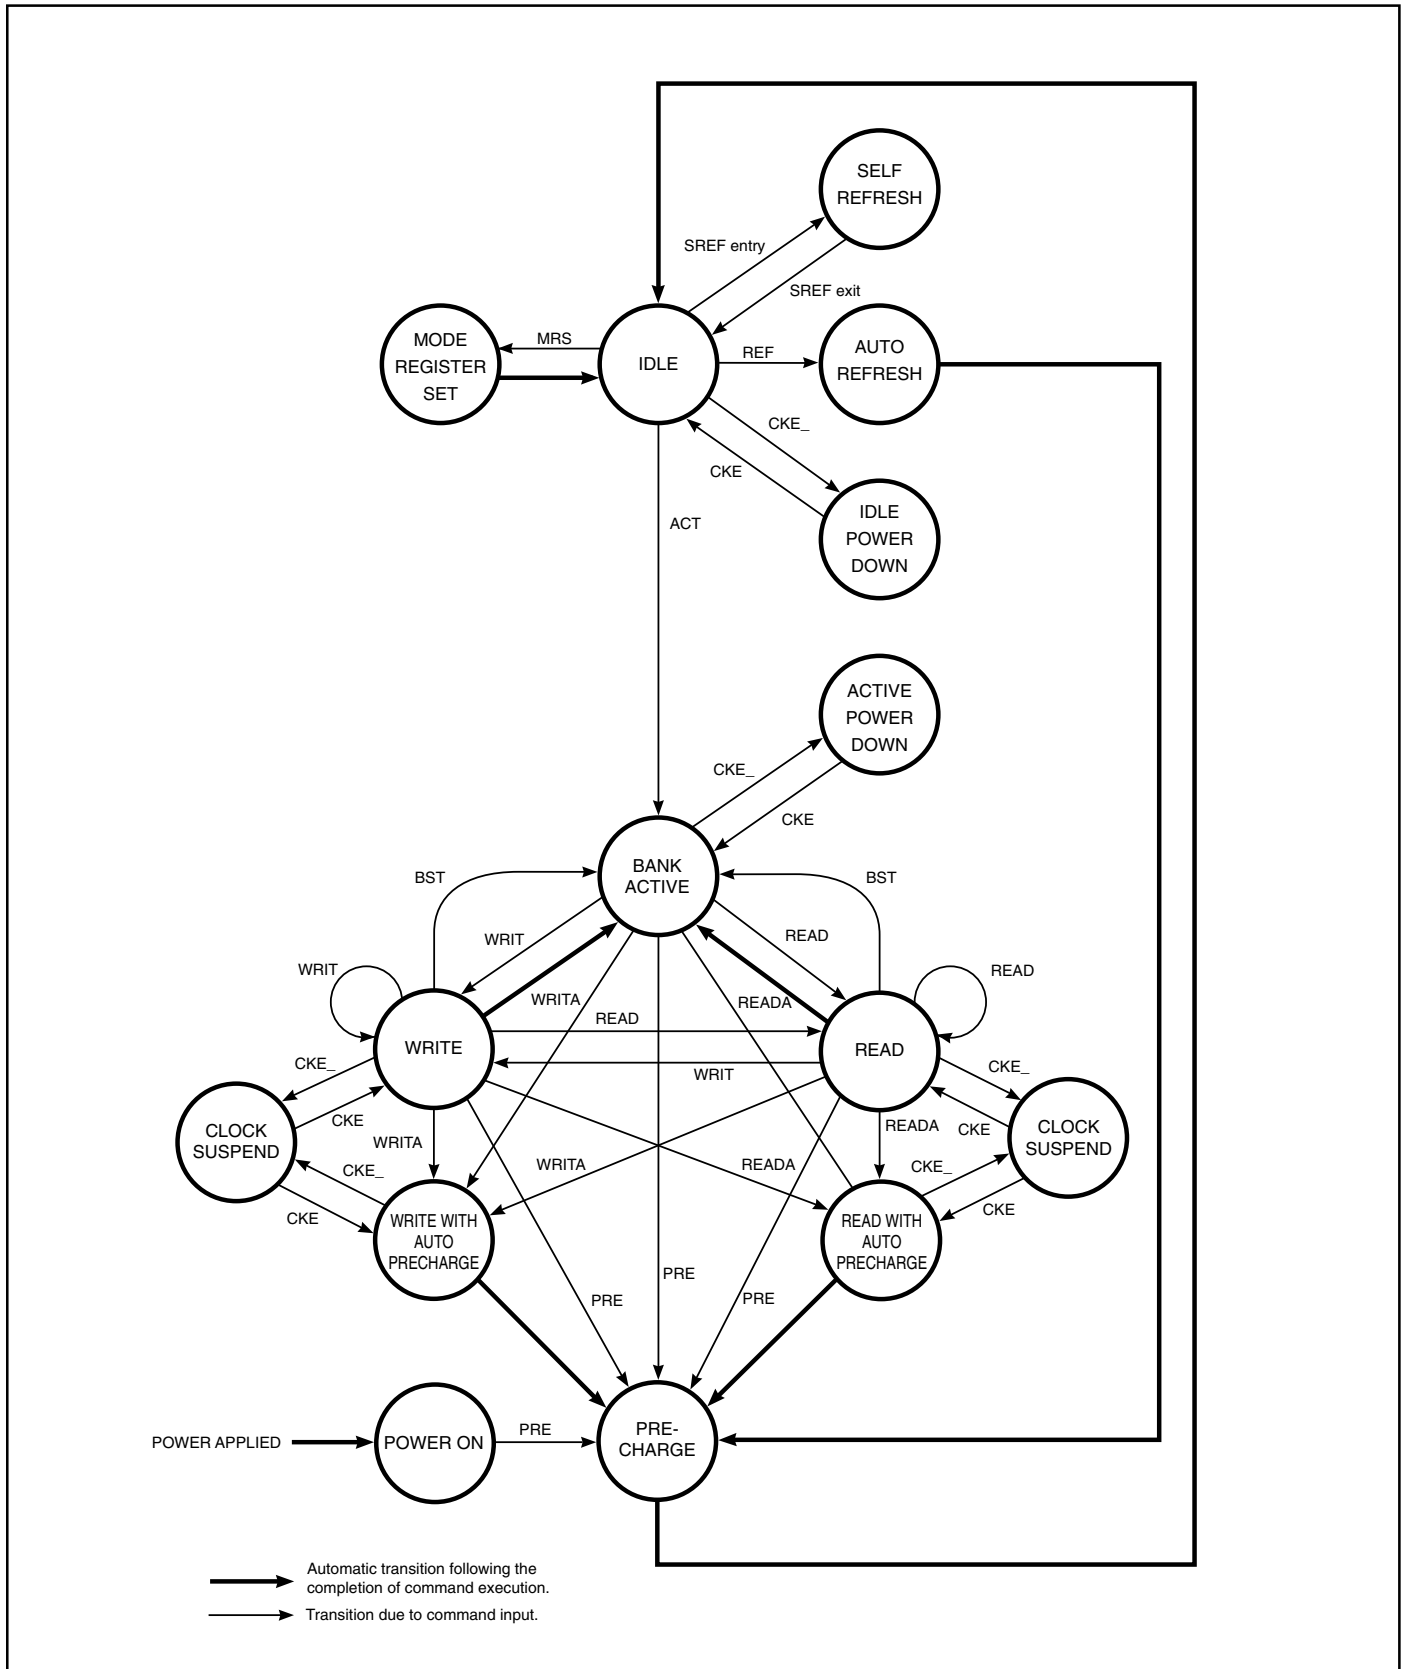 SELF
REFRESH
SREF entry
SREF exit
MODE
REGISTER
SET
MRS
IDLE
REF
AUTO
REFRESH
CKE_
CKE
IDLE
POWER
DOWN
ACT
ACTIVE
POWER
DOWN
CKE_
CKE
BANK
ACTIVE
BST
BST
WRIT
READ
WRIT
READ
WRITA
READA
READ
WRITE
READ
WRIT
CKE_
CKE_
CKE
CKE
CLOCK
SUSPEND
CLOCK
SUSPEND
WRITA
READA
CKE_
WRITA
READA
CKE_
CKE
CKE
WRITE WITH
AUTO
PRECHARGE
READ WITH
AUTO
PRECHARGE
PRE
PRE
PRE
POWER APPLIED
POWER ON
PRE
PRE-
CHARGE
Automatic transition following the
completion of command execution.
Transition due to command input.